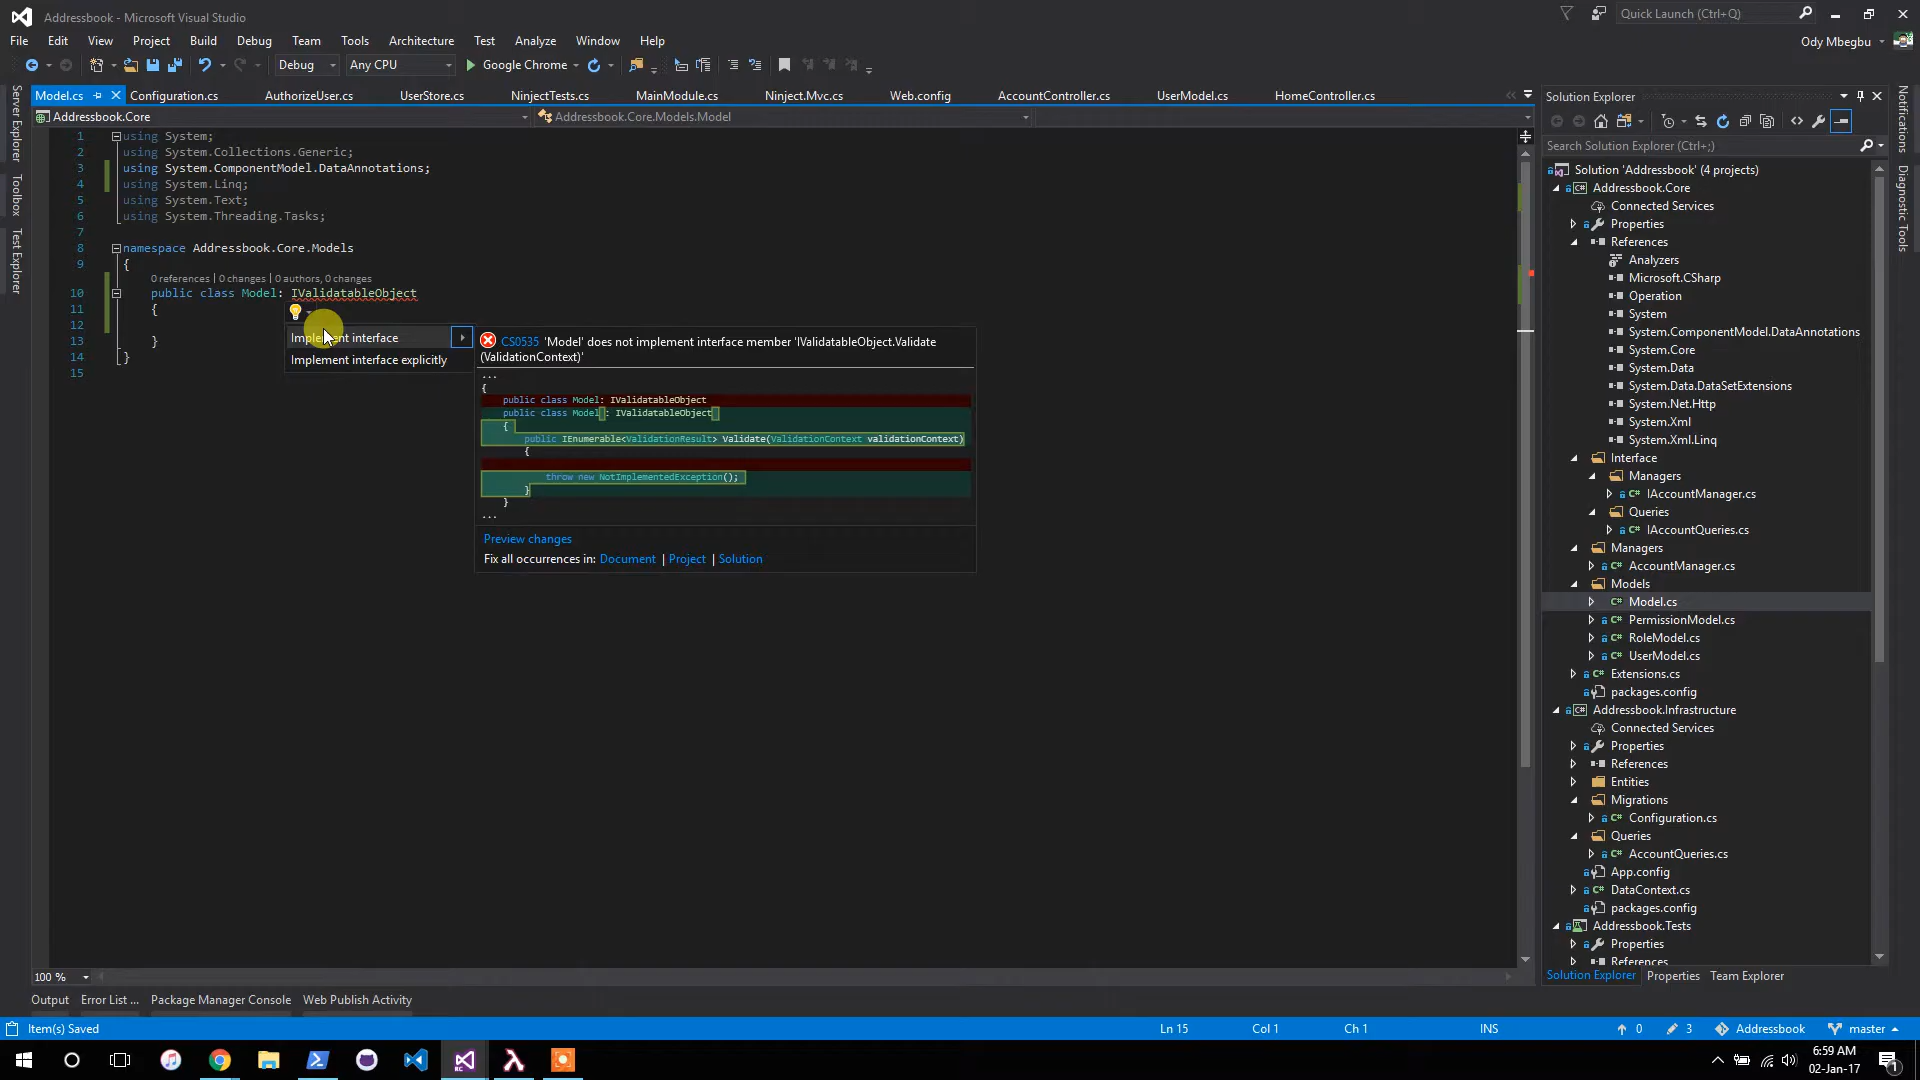 Addressbook - Microsoft Visual Studio
Quick Launch (Ctrl+Q)
File Edit View Project Build Debug Team Tools Architecture Test Analyze Window Help
Ody Mbegbu
Debug Any CPU Google Chrome
Model.cs Configuration.cs AuthorizeUser.cs UserStore.cs NinjectTests.cs MainModule.cs Ninject.Mvc.cs Web.config AccountController.cs UserModel.cs HomeController.cs
Addressbook.Core Addressbook.Core.Models.Model
Server Explorer
Toolbox
Test Explorer
1 using System;
2 using System.Collections.Generic;
3 using System.ComponentModel.DataAnnotations;
4 using System.Linq;
5 using System.Text;
6 using System.Threading.Tasks;
7
8 namespace Addressbook.Core.Models
9 {
0 references | 0 changes | 0 authors, 0 changes
10 public class Model: IValidatableObject
11 {
12
13 }
14 }
15
Implement interface
Implement interface explicitly
CS0535 'Model' does not implement interface member 'IValidatableObject.Validate
(ValidationContext)'
...
{
public class Model: IValidatableObject
public class Model : IValidatableObject
{
public IEnumerable<ValidationResult> Validate(ValidationContext validationContext)
{
throw new NotImplementedException();
}
}
...
Preview changes
Fix all occurrences in: Document | Project | Solution
Solution Explorer
Search Solution Explorer (Ctrl+;)
Solution 'Addressbook' (4 projects)
Addressbook.Core
Connected Services
Properties
References
Analyzers
Microsoft.CSharp
Operation
System
System.ComponentModel.DataAnnotations
System.Core
System.Data
System.Data.DataSetExtensions
System.Net.Http
System.Xml
System.Xml.Linq
Interface
Managers
IAccountManager.cs
Queries
IAccountQueries.cs
Managers
AccountManager.cs
Models
Model.cs
PermissionModel.cs
RoleModel.cs
UserModel.cs
Extensions.cs
packages.config
Addressbook.Infrastructure
Connected Services
Properties
References
Entities
Migrations
Configuration.cs
Queries
AccountQueries.cs
App.config
DataContext.cs
packages.config
Addressbook.Tests
Properties
References
Solution Explorer Properties Team Explorer
Notifications
Diagnostic Tools
100 %
Output Error List ... Package Manager Console Web Publish Activity
Item(s) Saved Ln 15 Col 1 Ch 1 INS 0 3 Addressbook master
6:59 AM
02-Jan-17
1